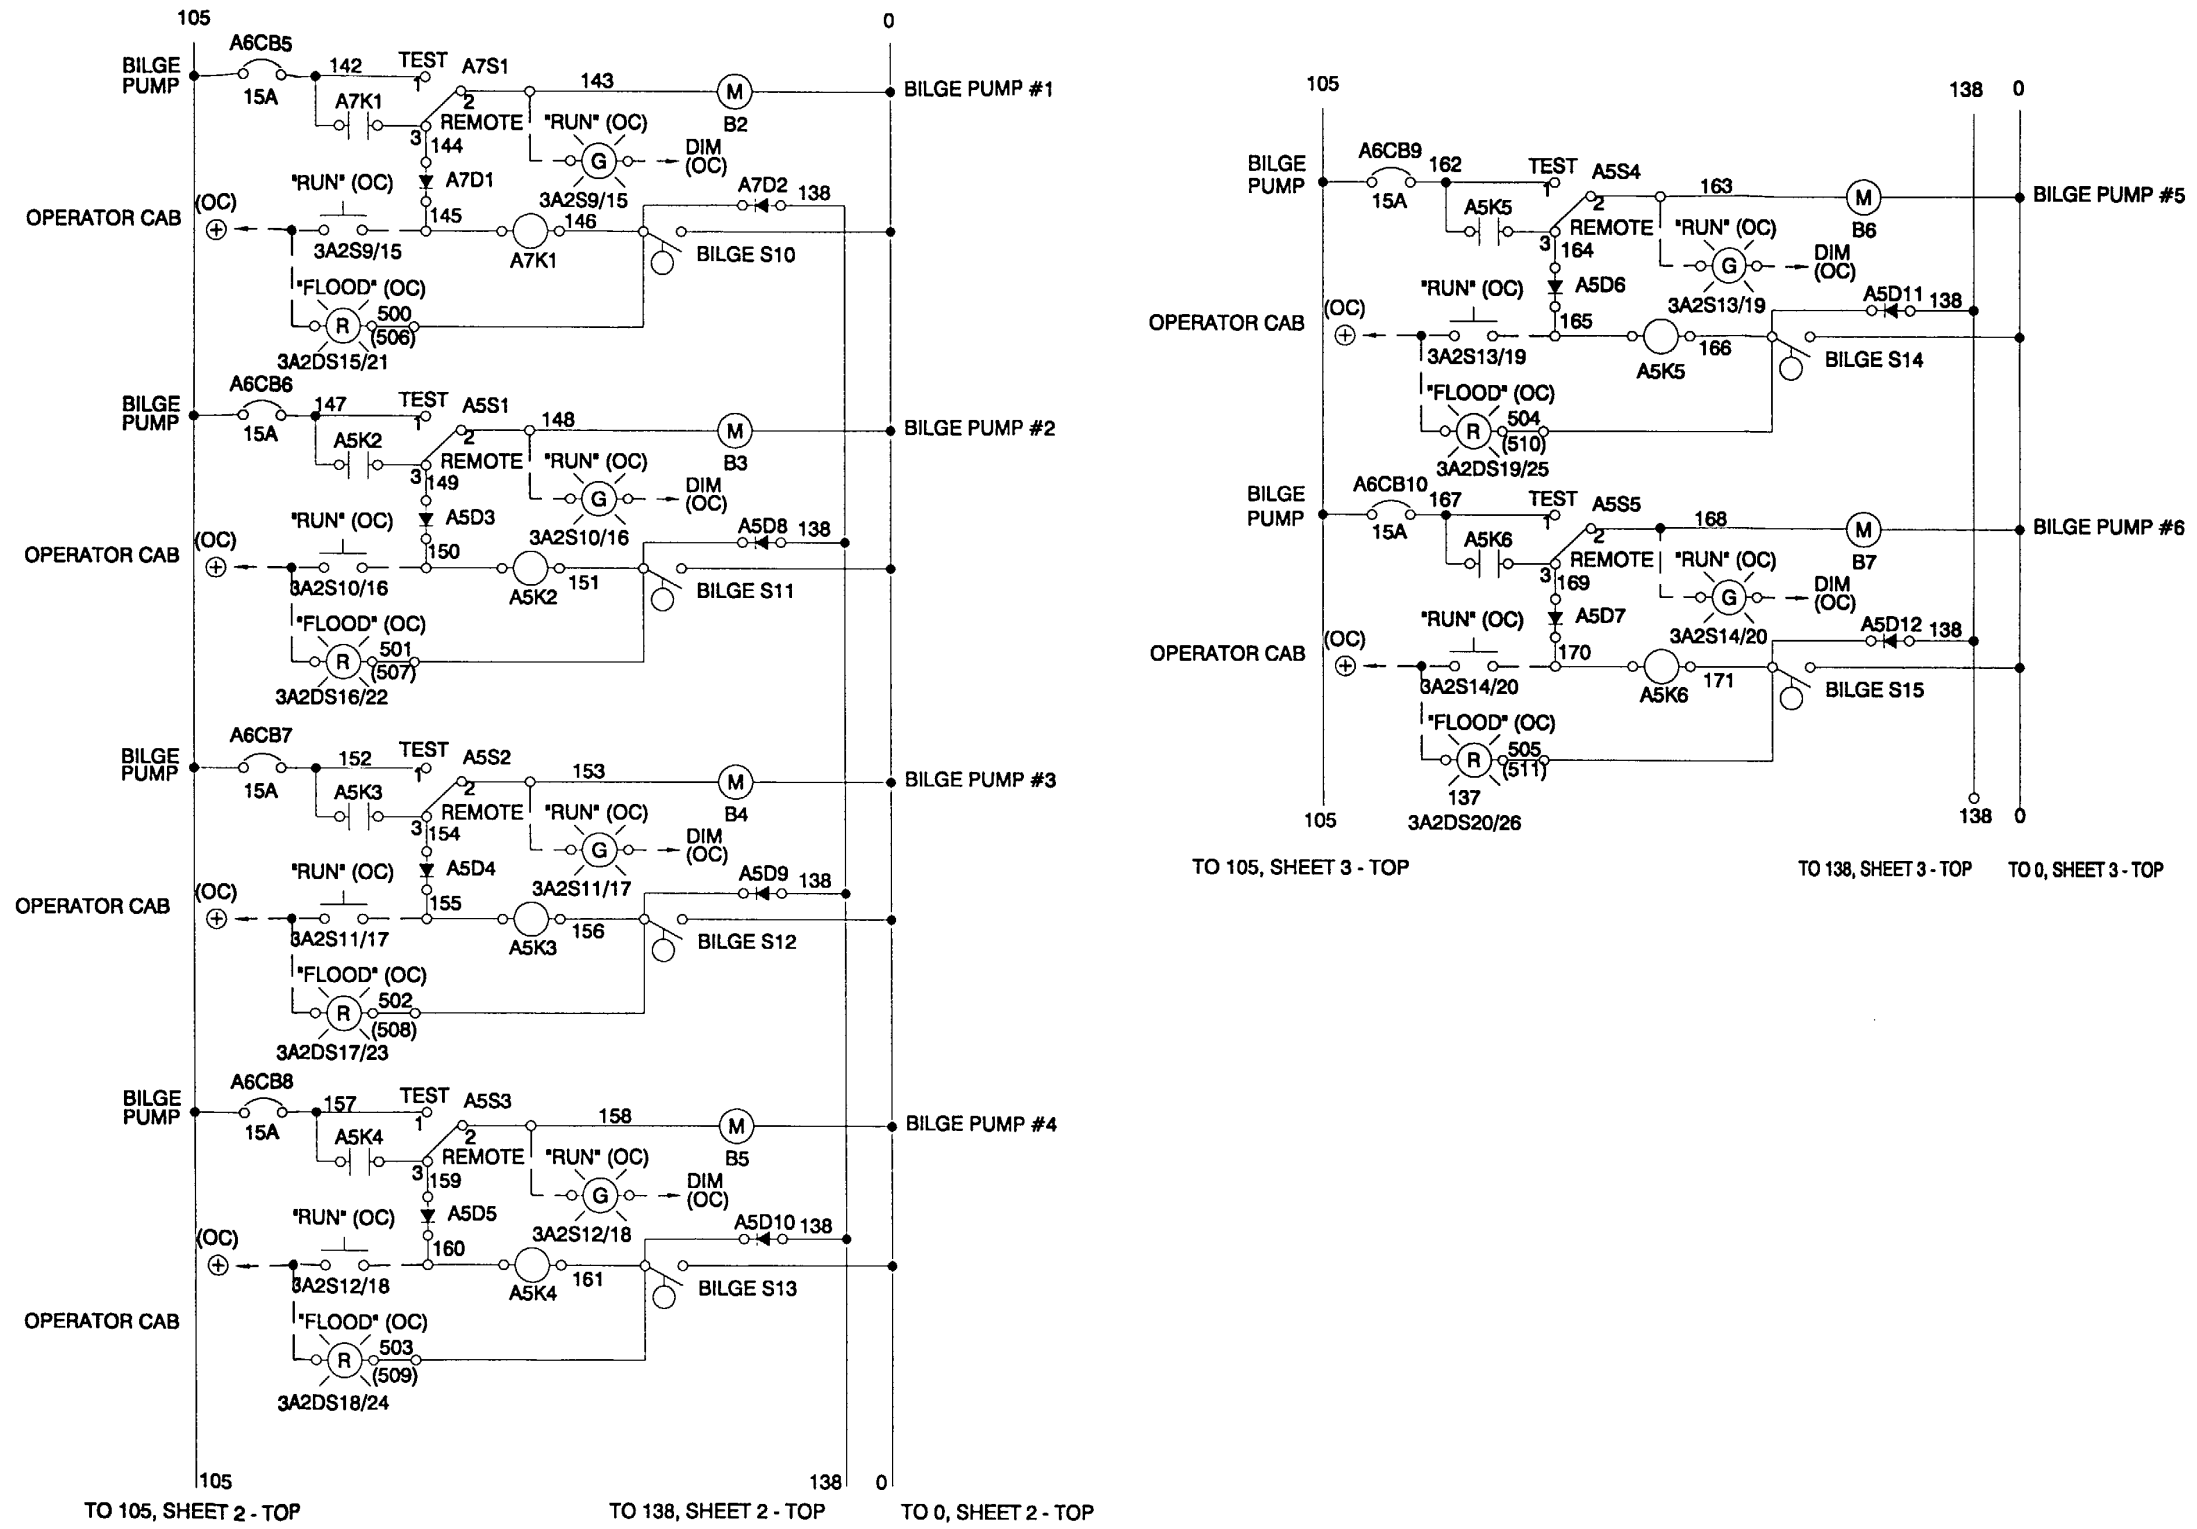 105
0
BILGE
PUMP
A6CB5
15A
142
TEST
1
A7S1
2
143
M
B2
BILGE PUMP #1
A7K1
3
REMOTE
144
"RUN" (OC)
G
3A2S9/15
DIM
(OC)
A7D1
A7D2
138
OPERATOR CAB
(OC)
+
"RUN" (OC)
3A2S9/15
145
A7K1
146
BILGE S10
"FLOOD" (OC)
R
500
(506)
3A2DS15/21
BILGE
PUMP
A6CB6
15A
147
TEST
1
A5S1
2
148
M
B3
BILGE PUMP #2
A5K2
3
REMOTE
149
"RUN" (OC)
G
3A2S10/16
DIM
(OC)
A5D3
A5D8
138
OPERATOR CAB
(OC)
+
"RUN" (OC)
3A2S10/16
150
A5K2
151
BILGE S11
"FLOOD" (OC)
R
501
(507)
3A2DS16/22
BILGE
PUMP
A6CB7
15A
152
TEST
1
A5S2
2
153
M
B4
BILGE PUMP #3
A5K3
3
REMOTE
154
"RUN" (OC)
G
3A2S11/17
DIM
(OC)
A5D4
A5D9
138
OPERATOR CAB
(OC)
+
"RUN" (OC)
3A2S11/17
155
A5K3
156
BILGE S12
"FLOOD" (OC)
R
502
(508)
3A2DS17/23
BILGE
PUMP
A6CB8
15A
157
TEST
1
A5S3
2
158
M
B5
BILGE PUMP #4
A5K4
3
REMOTE
159
"RUN" (OC)
G
3A2S12/18
DIM
(OC)
A5D5
A5D10
138
(OC)
+
"RUN" (OC)
3A2S12/18
160
A5K4
161
BILGE S13
OPERATOR CAB
"FLOOD" (OC)
R
503
(509)
3A2DS18/24
105
138
0
TO 105, SHEET 2 - TOP
TO 138, SHEET 2 - TOP
TO 0, SHEET 2 - TOP
105
138
0
BILGE
PUMP
A6CB9
15A
162
TEST
1
A5S4
2
163
M
B6
BILGE PUMP #5
A5K5
3
REMOTE
164
"RUN" (OC)
G
3A2S13/19
DIM
(OC)
A5D6
A5D11
138
OPERATOR CAB
(OC)
+
"RUN" (OC)
3A2S13/19
165
A5K5
166
BILGE S14
"FLOOD" (OC)
R
504
(510)
3A2DS19/25
BILGE
PUMP
A6CB10
15A
167
TEST
1
A5S5
2
168
M
B7
BILGE PUMP #6
A5K6
3
REMOTE
169
"RUN" (OC)
G
3A2S14/20
DIM
(OC)
A5D7
A5D12
138
OPERATOR CAB
(OC)
+
"RUN" (OC)
3A2S14/20
170
A5K6
171
BILGE S15
"FLOOD" (OC)
R
505
(511)
137
3A2DS20/26
105
138
0
TO 105, SHEET 3 - TOP
TO 138, SHEET 3 - TOP
TO 0, SHEET 3 - TOP